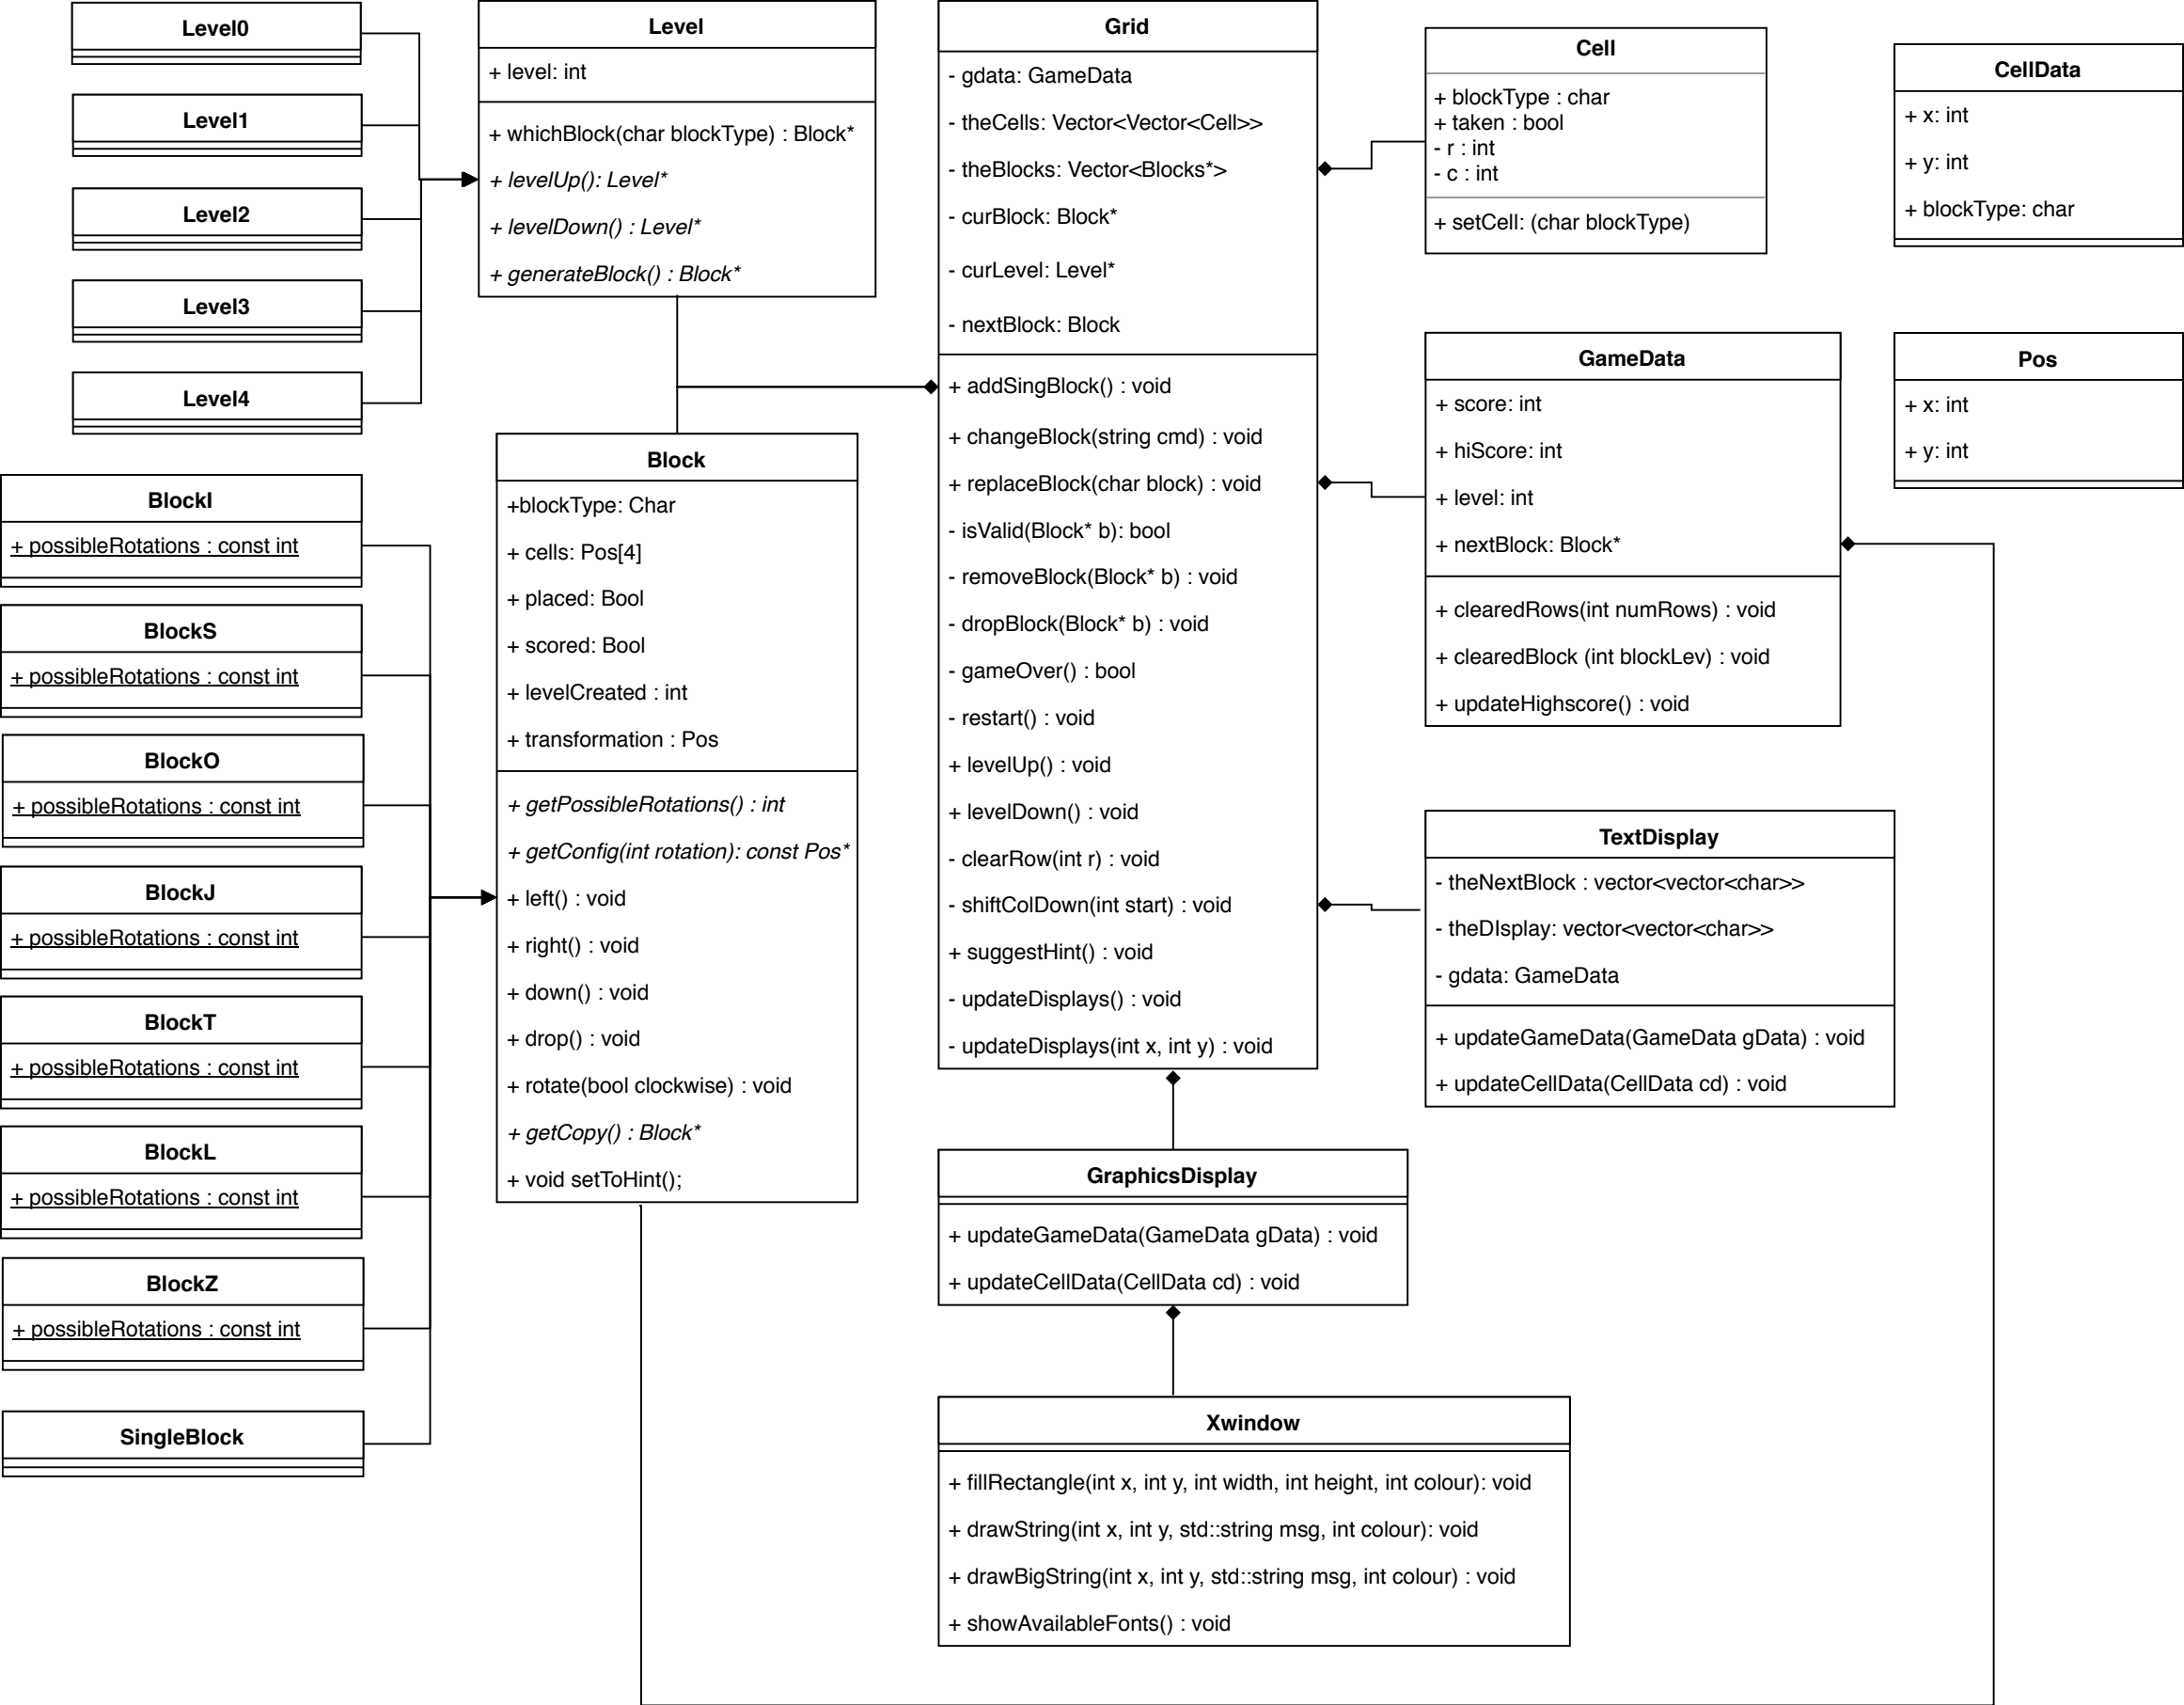 Level0
Level1
Level2
Level3
Level4
Level
+ level: int
+ whichBlock(char blockType) : Block*
+ levelUp(): Level*
+ levelDown() : Level*
+ generateBlock() : Block*
Grid
- gdata: GameData
- theCells: Vector<Vector<Cell>>
- theBlocks: Vector<Blocks*>
- curBlock: Block*
- curLevel: Level*
- nextBlock: Block
+ addSingBlock() : void
+ changeBlock(string cmd) : void
+ replaceBlock(char block) : void
- isValid(Block* b): bool
- removeBlock(Block* b) : void
- dropBlock(Block* b) : void
- gameOver() : bool
- restart() : void
+ levelUp() : void
+ levelDown() : void
- clearRow(int r) : void
- shiftColDown(int start) : void
+ suggestHint() : void
- updateDisplays() : void
- updateDisplays(int x, int y) : void
Cell
+ blockType : char
+ taken : bool
- r : int
- c : int
+ setCell: (char blockType)
CellData
+ x: int
+ y: int
+ blockType: char
GameData
+ score: int
+ hiScore: int
+ level: int
+ nextBlock: Block*
+ clearedRows(int numRows) : void
+ clearedBlock (int blockLev) : void
+ updateHighscore() : void
Pos
+ x: int
+ y: int
Block
+blockType: Char
+ cells: Pos[4]
+ placed: Bool
+ scored: Bool
+ levelCreated : int
+ transformation : Pos
+ getPossibleRotations() : int
+ getConfig(int rotation): const Pos*
+ left() : void
+ right() : void
+ down() : void
+ drop() : void
+ rotate(bool clockwise) : void
+ getCopy() : Block*
+ void setToHint();
BlockI
+ possibleRotations : const int
BlockS
+ possibleRotations : const int
BlockO
+ possibleRotations : const int
BlockJ
+ possibleRotations : const int
BlockT
+ possibleRotations : const int
BlockL
+ possibleRotations : const int
BlockZ
+ possibleRotations : const int
SingleBlock
TextDisplay
- theNextBlock : vector<vector<char>>
- theDIsplay: vector<vector<char>>
- gdata: GameData
+ updateGameData(GameData gData) : void
+ updateCellData(CellData cd) : void
GraphicsDisplay
+ updateGameData(GameData gData) : void
+ updateCellData(CellData cd) : void
Xwindow
+ fillRectangle(int x, int y, int width, int height, int colour): void
+ drawString(int x, int y, std::string msg, int colour): void
+ drawBigString(int x, int y, std::string msg, int colour) : void
+ showAvailableFonts() : void